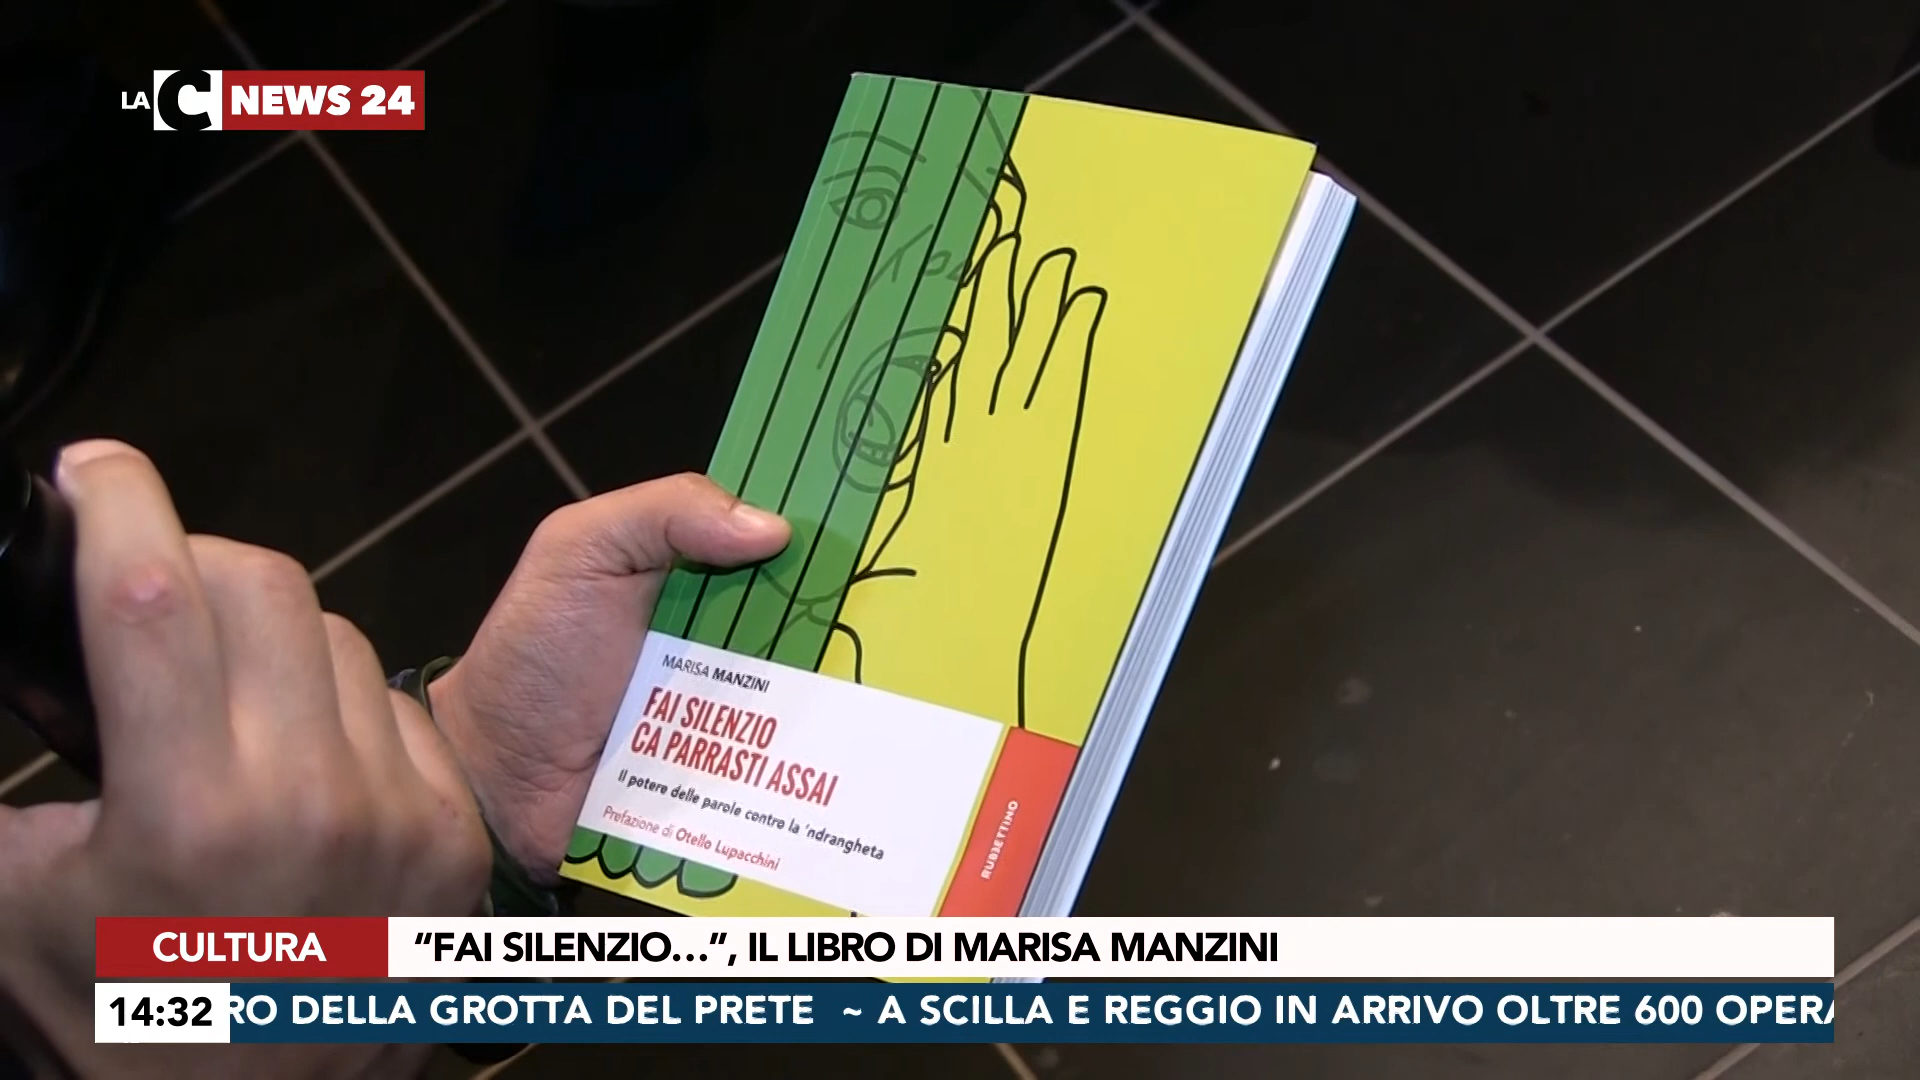 LA C NEWS 24
MARISA MANZINI
FAI SILENZIO
CA PARRASTI ASSAI
Il potere delle parole contro la 'ndrangheta
Prefazione di Otello Lupacchini
RUBBETTINO
CULTURA
“FAI SILENZIO...”, IL LIBRO DI MARISA MANZINI
14:32
RO DELLA GROTTA DEL PRETE ~ A SCILLA E REGGIO IN ARRIVO OLTRE 600 OPERA